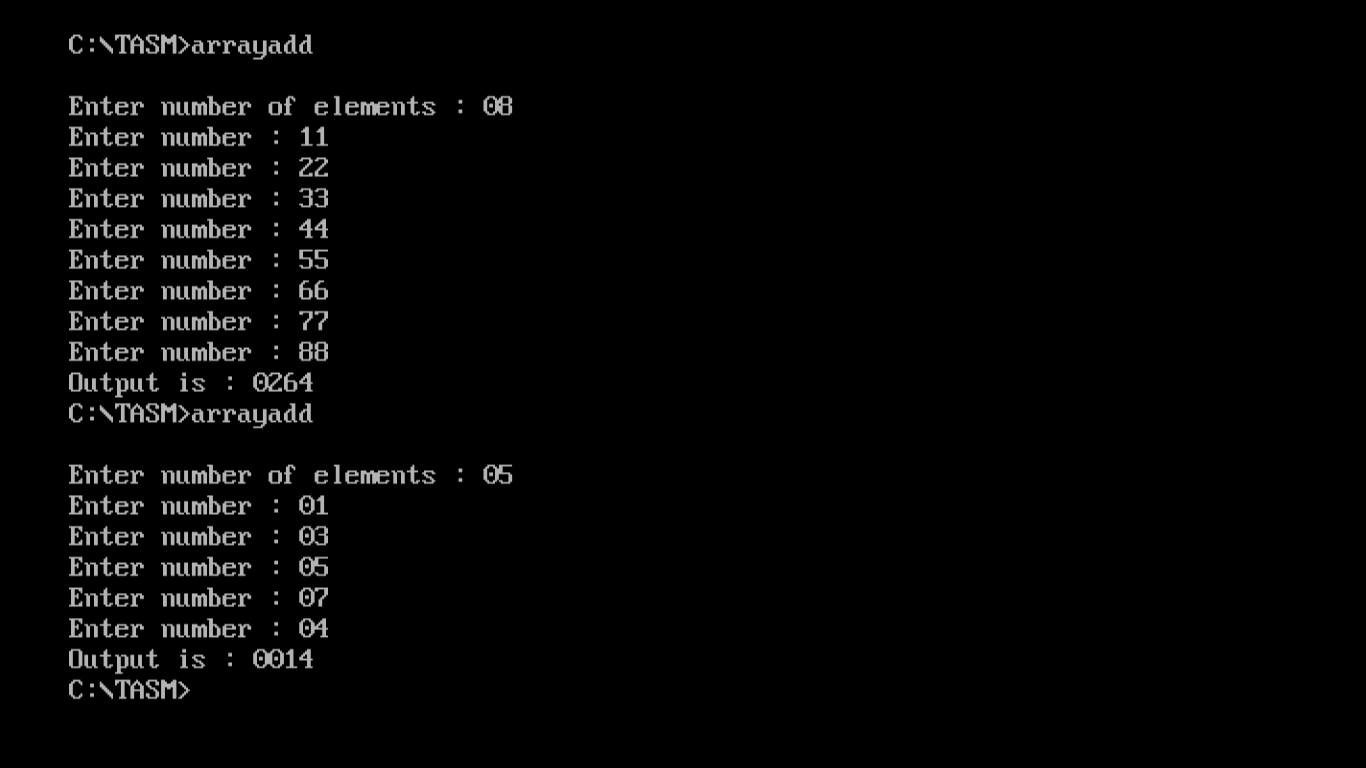 C:\TASM>arrayadd
Enter number of elements : 08
Enter number : 11
Enter number : 22
Enter number : 33
Enter number : 44
Enter number : 55
Enter number : 66
Enter number : 77
Enter number : 88
Output is : 0264
C:\TASM>arrayadd
Enter number of elements : 05
Enter number : 01
Enter number : 03
Enter number : 05
Enter number : 07
Enter number : 04
Output is : 0014
C:\TASM>